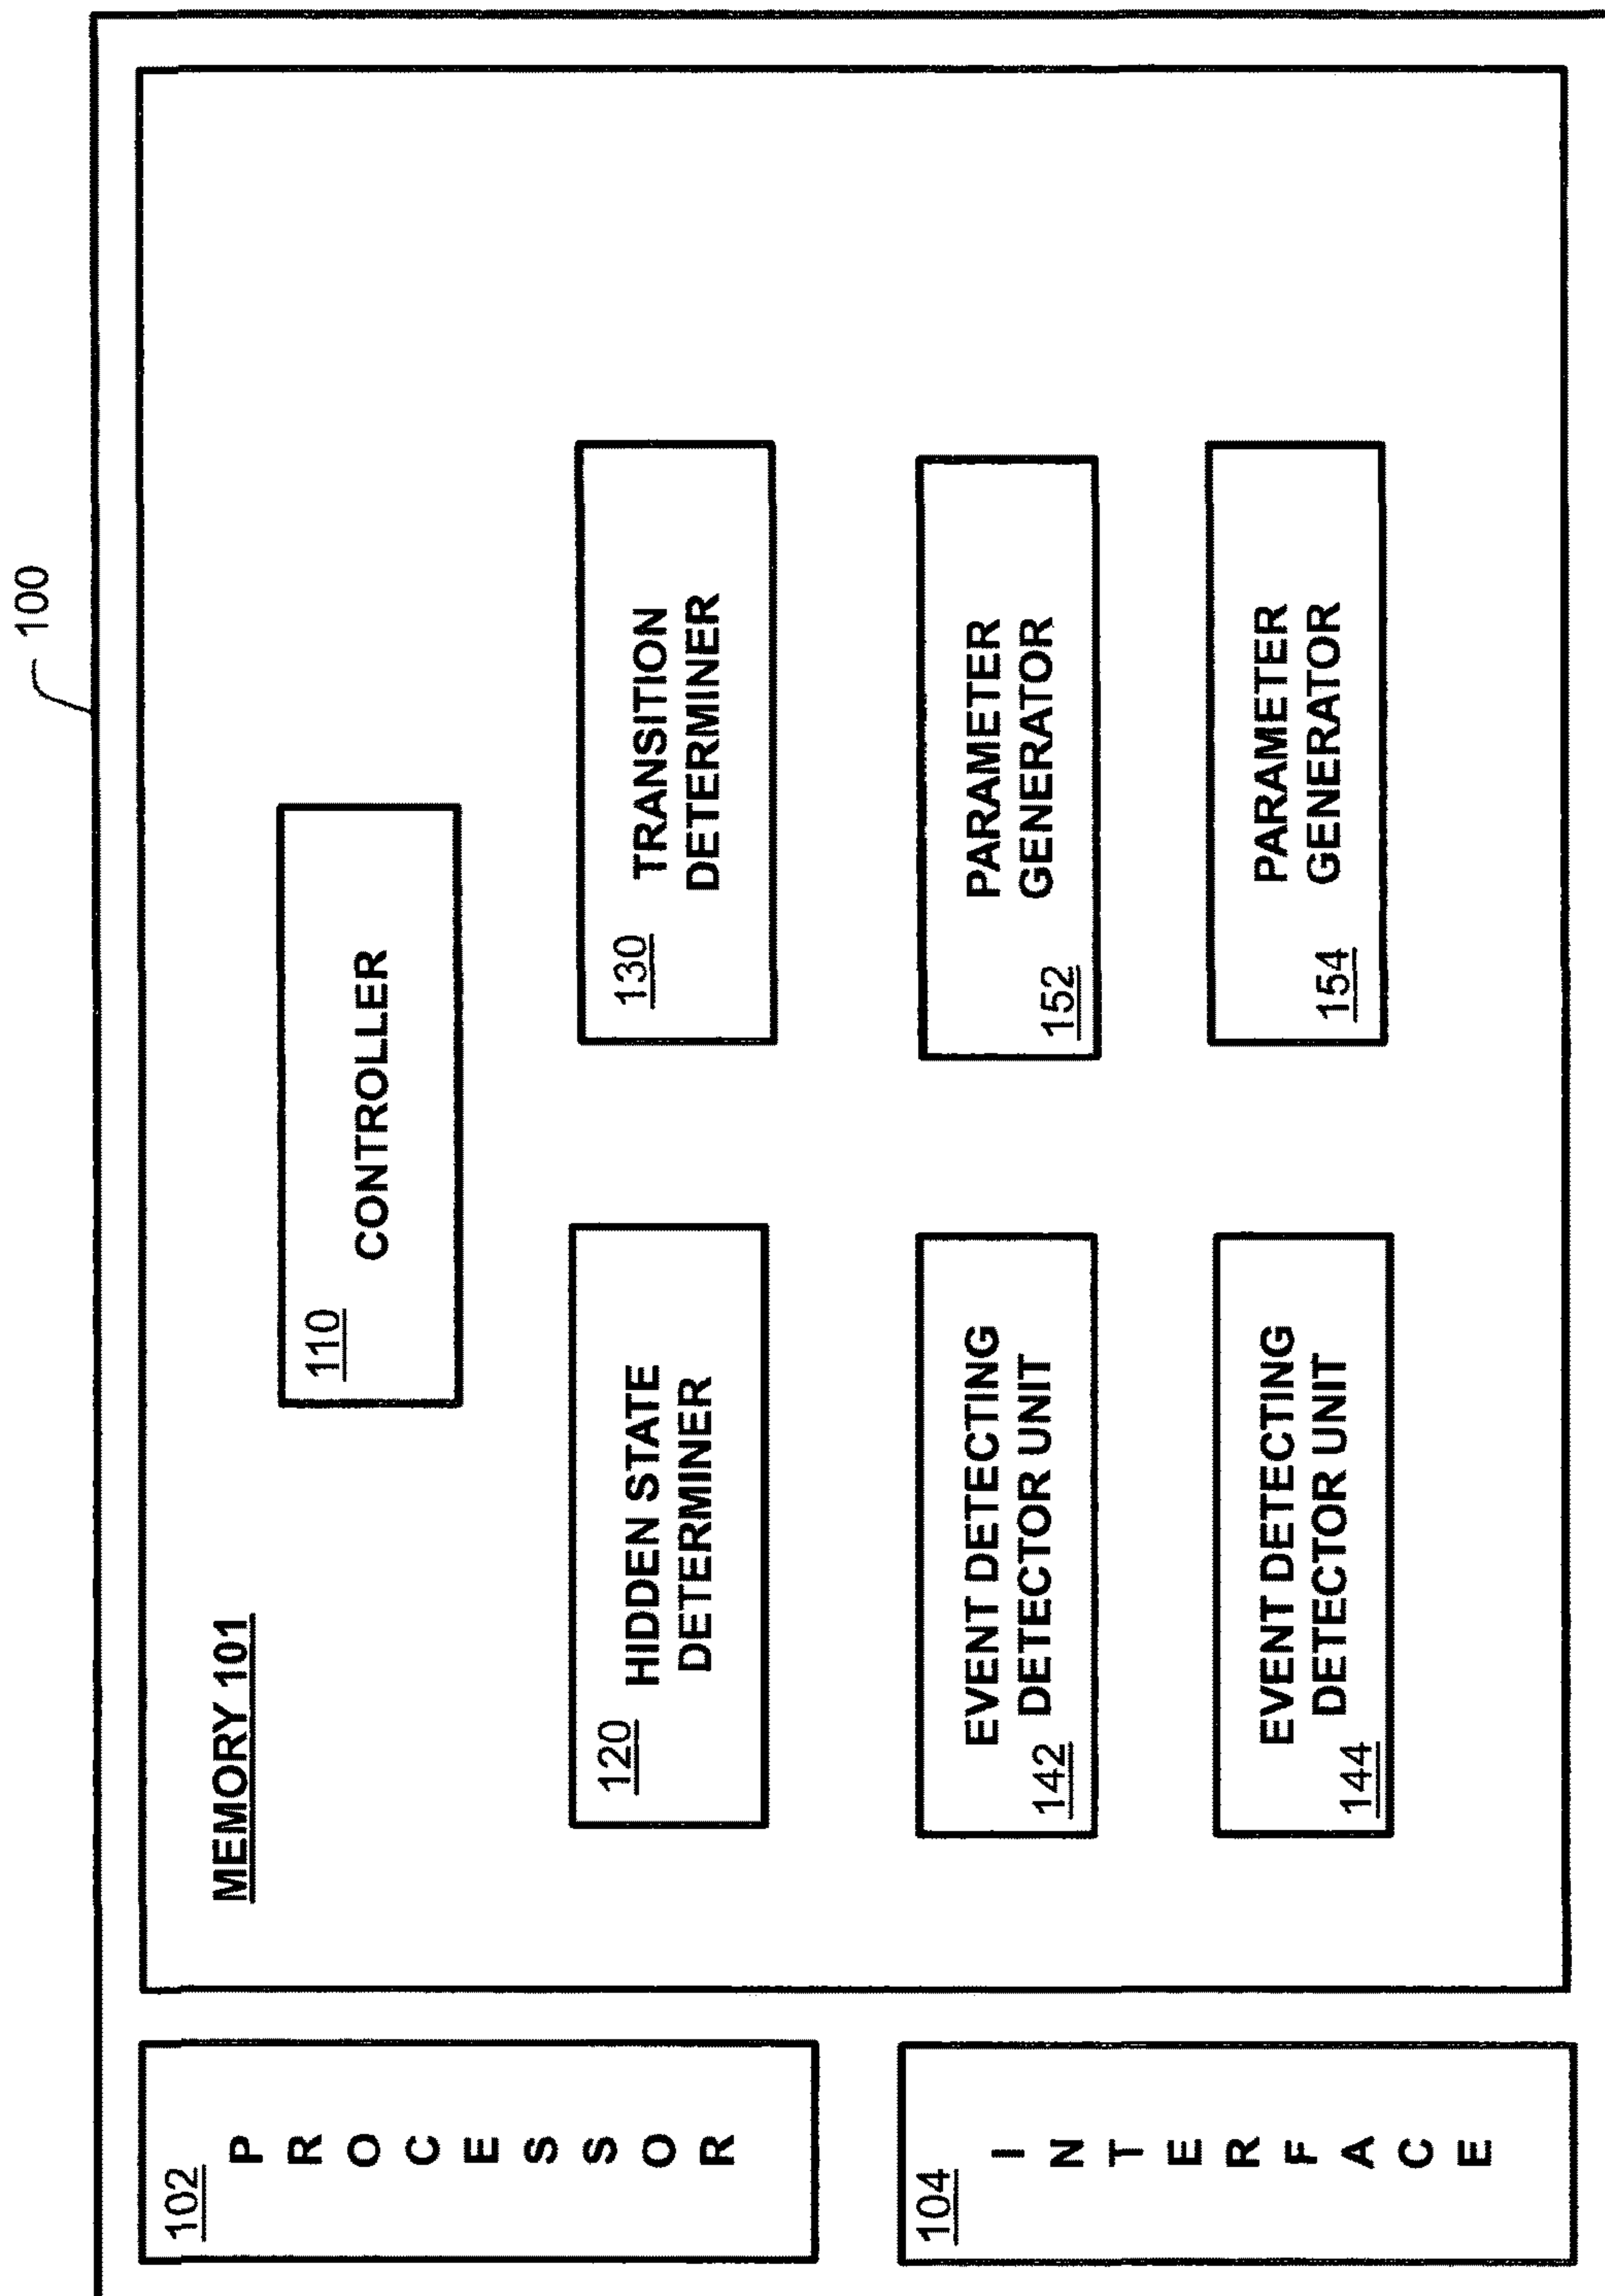 100
102
PROCESSOR
104
INTERFACE
MEMORY 101
110
CONTROLLER
120
HIDDEN STATE
DETERMINER
130
TRANSITION
DETERMINER
142
EVENT DETECTING
DETECTOR UNIT
152
PARAMETER
GENERATOR
144
EVENT DETECTING
DETECTOR UNIT
154
PARAMETER
GENERATOR